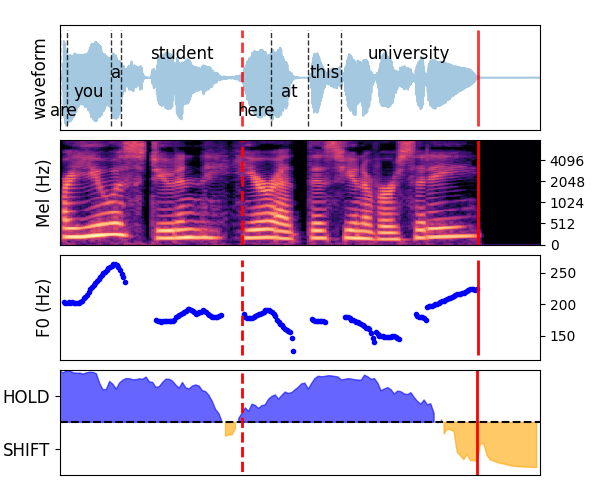 waveform
student university
a this
you at
are here
Mel (Hz)
4096
2048
1024
512
0
F0 (Hz)
250
200
150
HOLD
SHIFT